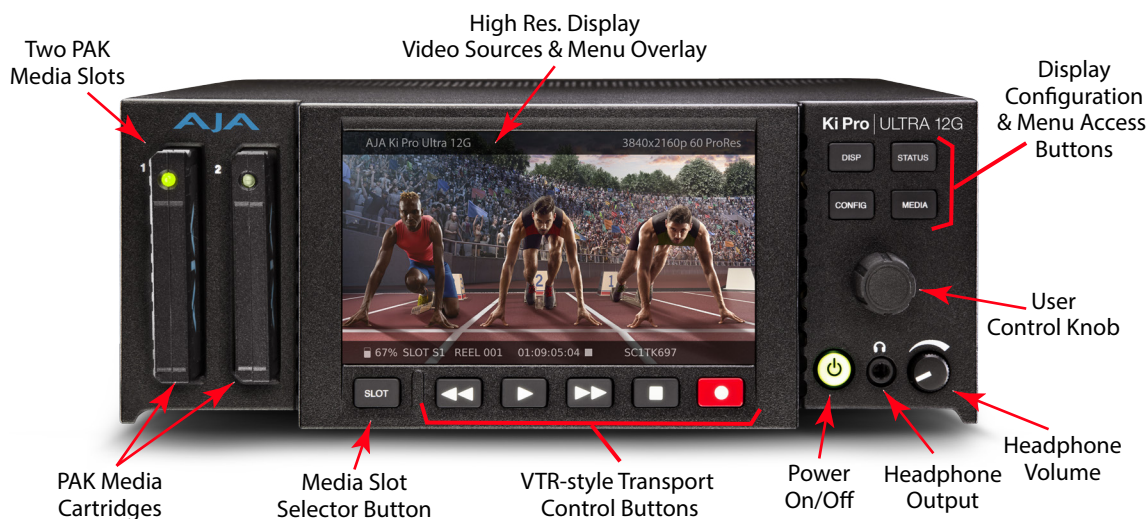 High Res. Display
Video Sources & Menu Overlay
Two PAK
Media Slots
Display
Configuration
& Menu Access
Buttons
AJA
Ki Pro ULTRA 12G
AJA Ki Pro Ultra 12G
3840x2160p 60 ProRes
1
2
DISP
STATUS
CONFIG
MEDIA
2
1
User
Control Knob
67% SLOT S1 REEL 001 01:09:05:04 SC1TK697
SLOT
PAK Media
Cartridges
Media Slot
Selector Button
VTR-style Transport
Control Buttons
Power
On/Off
Headphone
Output
Headphone
Volume